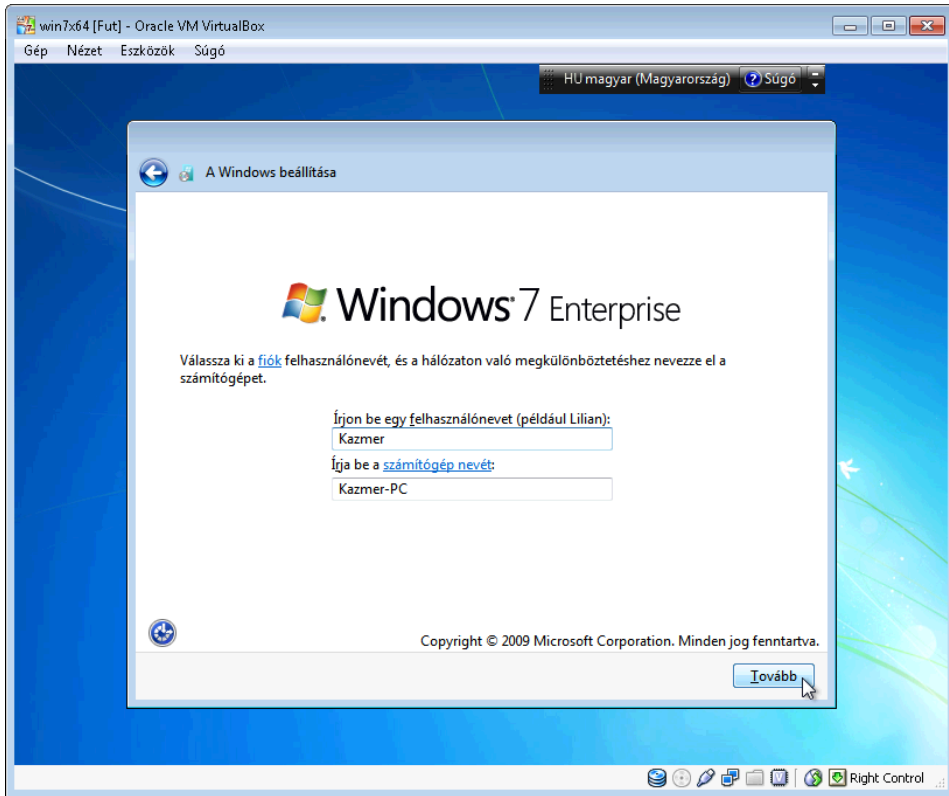 win7x64 [Fut] - Oracle VM VirtualBox
Gép Nézet Eszközök Súgó
HU magyar (Magyarország) ? Súgó
A Windows beállítása
Windows 7 Enterprise
Válassza ki a fiók felhasználónevét, és a hálózaton való megkülönböztetéshez nevezze el a
számítógépet.
Írjon be egy felhasználónevet (például Lilian):
Kazmer
Írja be a számítógép nevét:
Kazmer-PC
Copyright © 2009 Microsoft Corporation. Minden jog fenntartva.
Tovább
Right Control